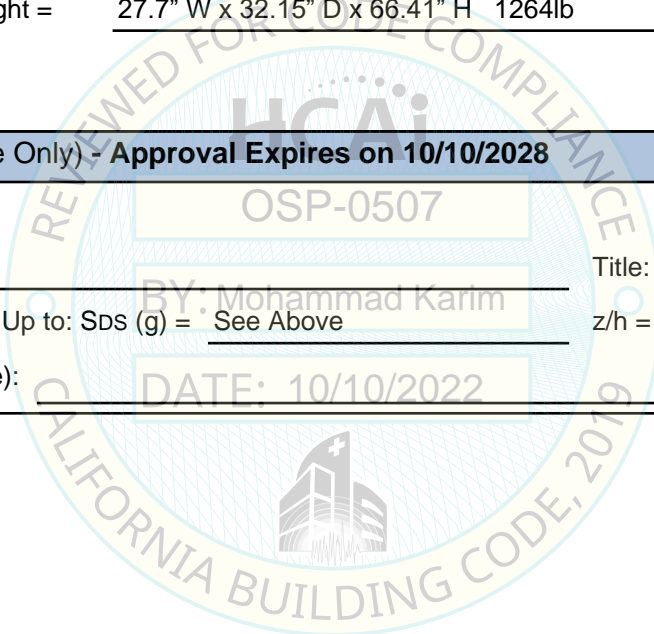 ght = 27.7" W x 32.15" D x 66.41" H 1264lb
REVIEWED FOR CODE COMPLIANCE
HCAi
e Only) - Approval Expires on 10/10/2028
OSP-0507
Title:
BY: Mohammad Karim
Up to: SDS (g) = See Above z/h =
e):
DATE: 10/10/2022
CALIFORNIA BUILDING CODE, 2019